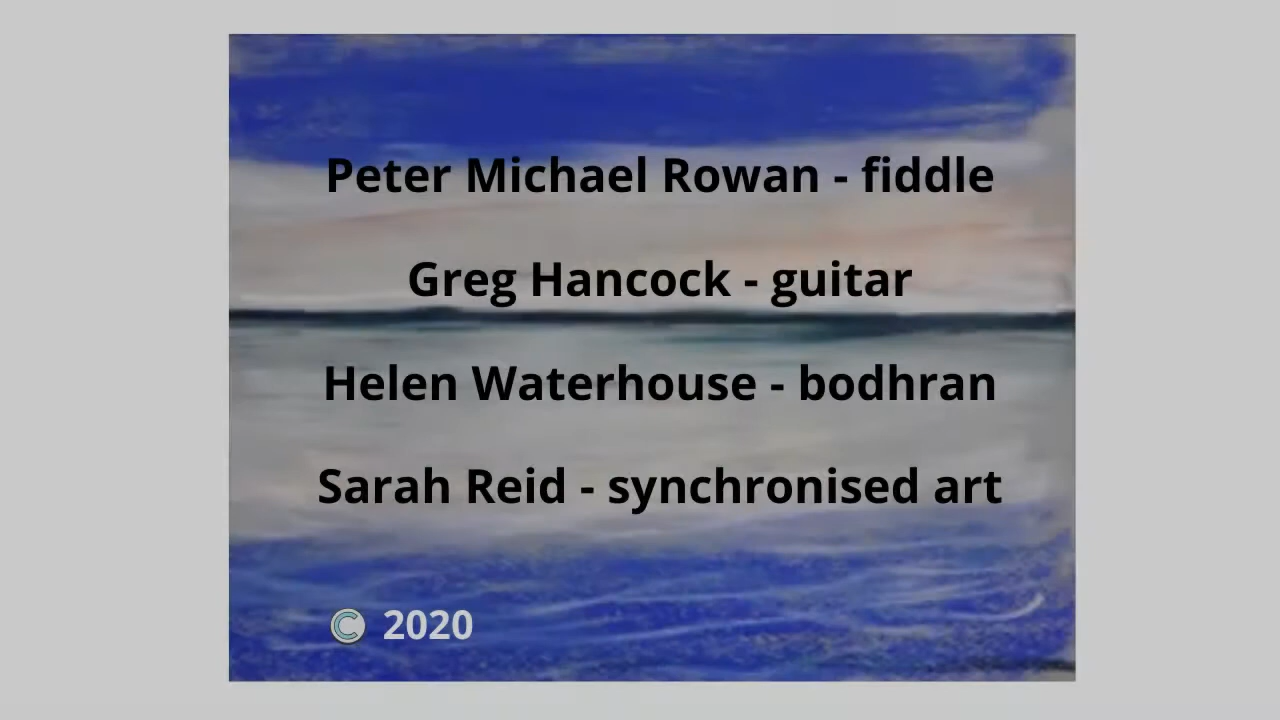 Peter Michael Rowan - fiddle
Greg Hancock - guitar
Helen Waterhouse - bodhran
Sarah Reid - synchronised art
© 2020